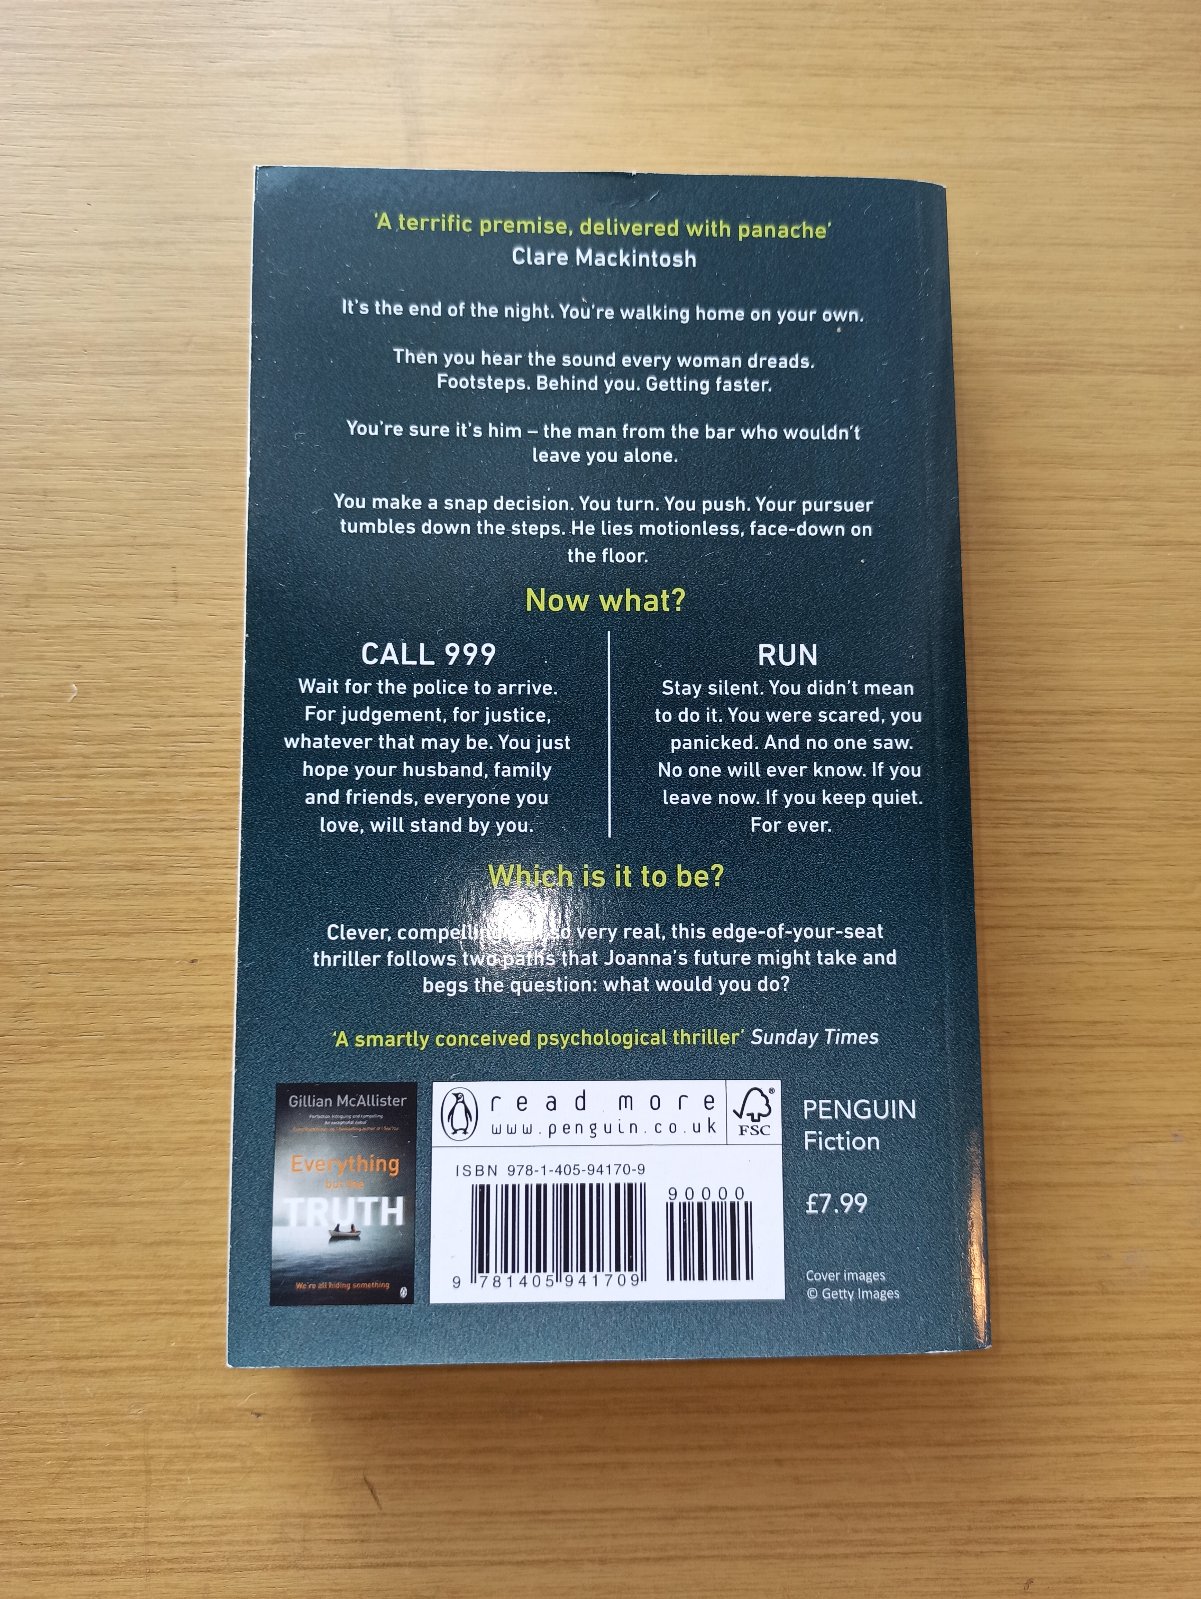 ‘A terrific premise, delivered with panache’
Clare Mackintosh
It’s the end of the night. You’re walking home on your own.
Then you hear the sound every woman dreads.
Footsteps. Behind you. Getting faster.
You’re sure it’s him – the man from the bar who wouldn’t
leave you alone.
You make a snap decision. You turn. You push. Your pursuer
tumbles down the steps. He lies motionless, face-down on
the floor.
Now what?
CALL 999
Wait for the police to arrive.
For judgement, for justice,
whatever that may be. You just
hope your husband, family
and friends, everyone you
love, will stand by you.
RUN
Stay silent. You didn’t mean
to do it. You were scared, you
panicked. And no one saw.
No one will ever know. If you
leave now. If you keep quiet.
For ever.
Which is it to be?
Clever, compelling and so very real, this edge-of-your-seat
thriller follows two paths that Joanna’s future might take and
begs the question: what would you do?
‘A smartly conceived psychological thriller’ Sunday Times
Gillian McAllister
Everything
but the
TRUTH
We’re all hiding something
read more
www.penguin.co.uk
FSC
®
ISBN 978-1-405-94170-9
90000
9 781405 941709
PENGUIN
Fiction
£7.99
Cover images
© Getty Images